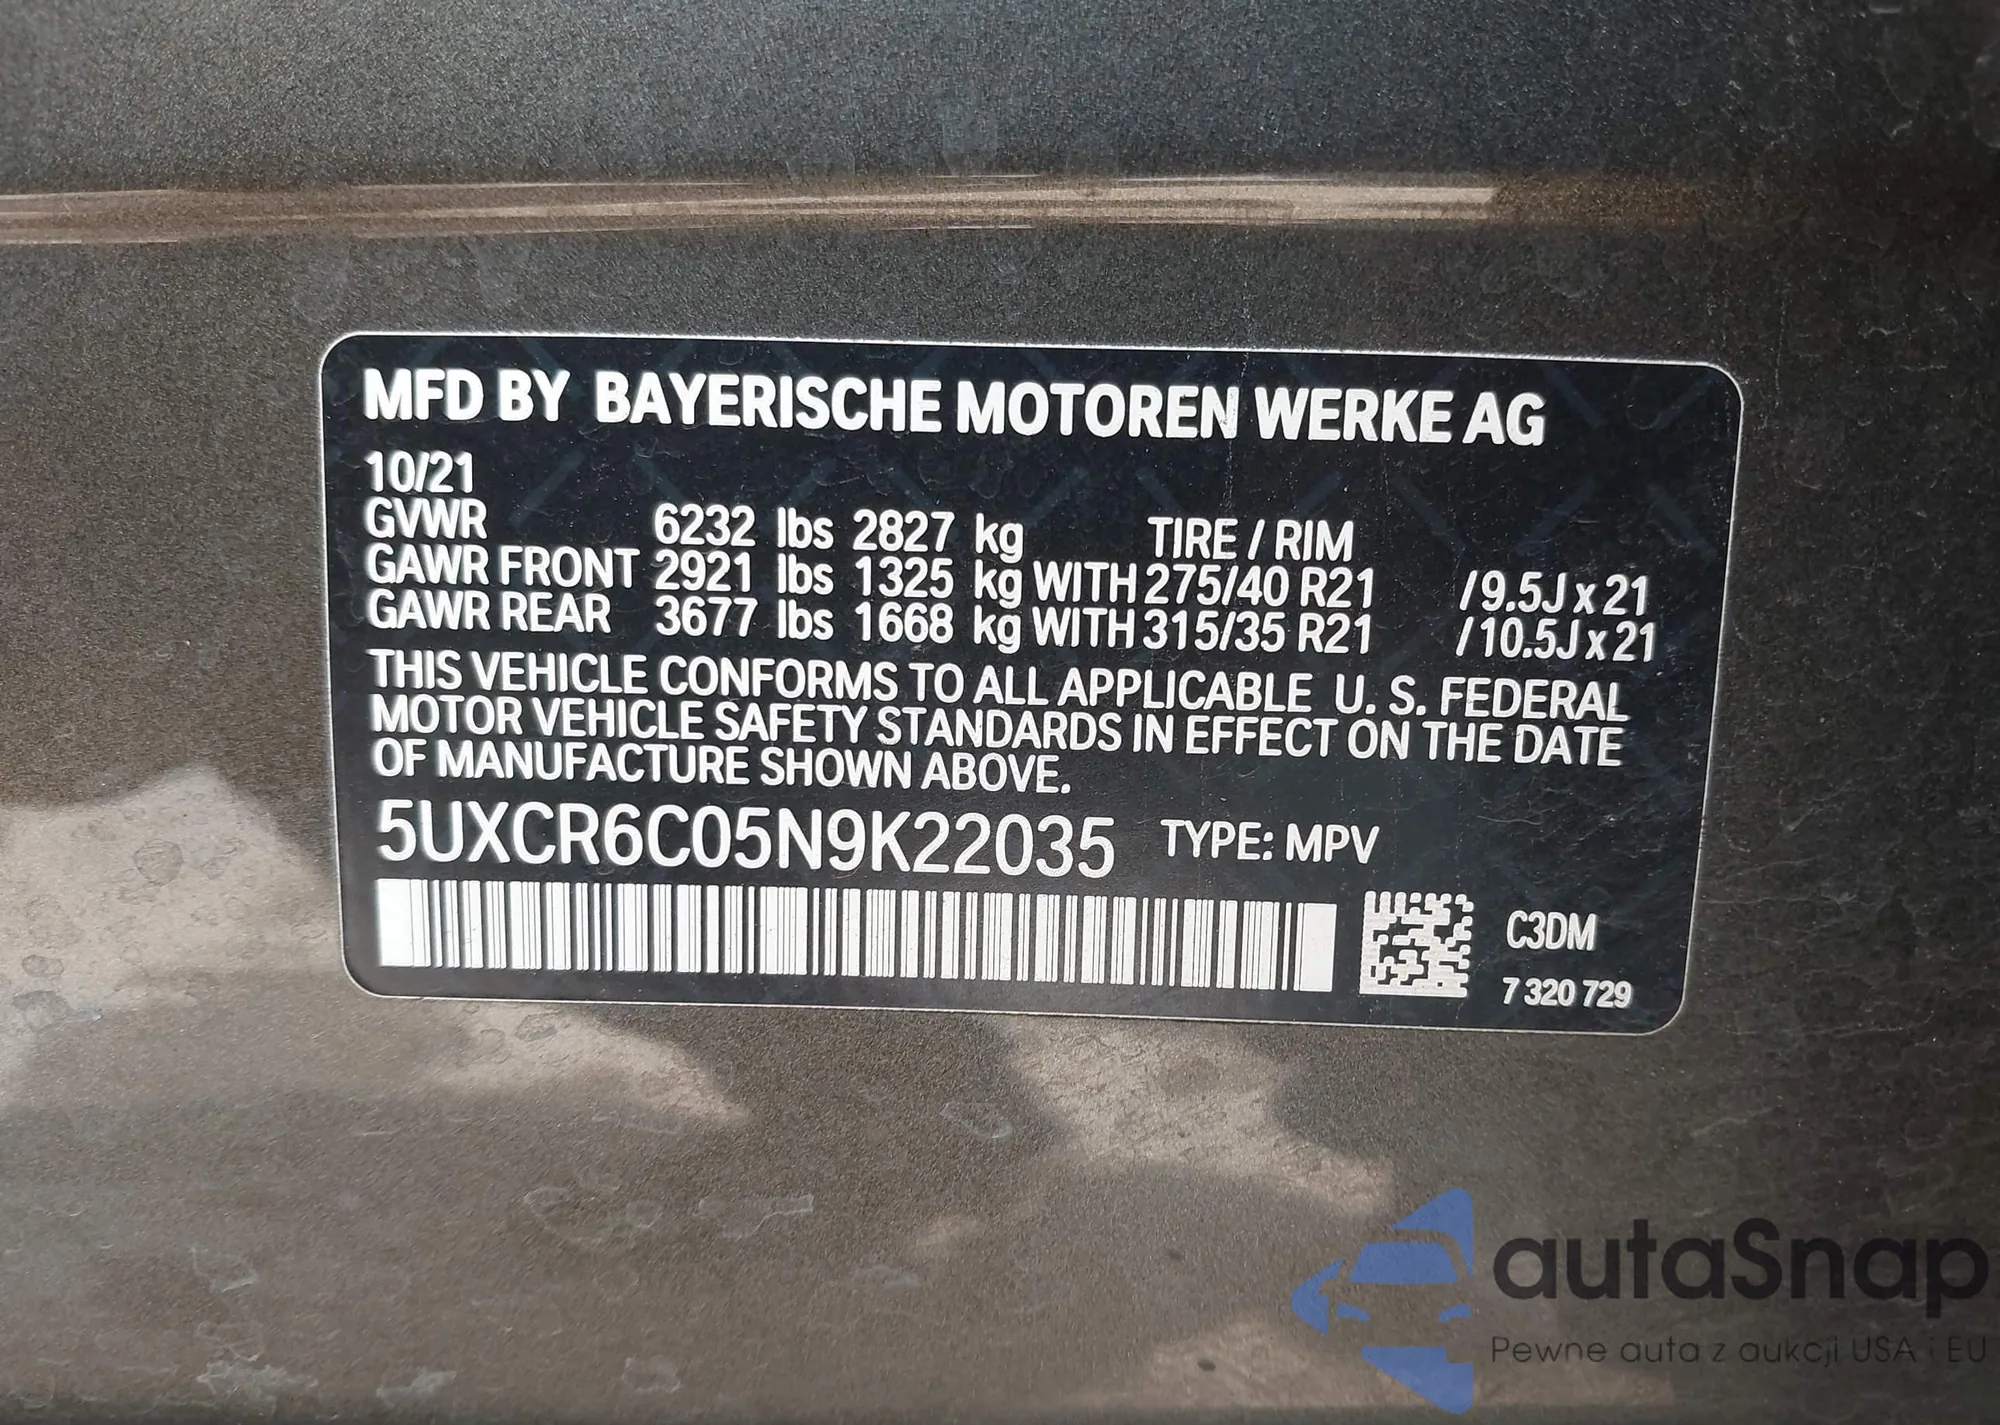 MFD BY BAYERISCHE MOTOREN WERKE AG
10/21
GVWR 6232 lbs 2827 kg TIRE / RIM
GAWR FRONT 2921 lbs 1325 kg WITH 275/40 R21 / 9.5J x 21
GAWR REAR 3677 lbs 1668 kg WITH 315/35 R21 / 10.5J x 21
THIS VEHICLE CONFORMS TO ALL APPLICABLE U. S. FEDERAL
MOTOR VEHICLE SAFETY STANDARDS IN EFFECT ON THE DATE
OF MANUFACTURE SHOWN ABOVE.
5UXCR6C05N9K22035 TYPE: MPV
C3DM
7 320 729
autaSnap
Pewne auta z aukcji USA i EU